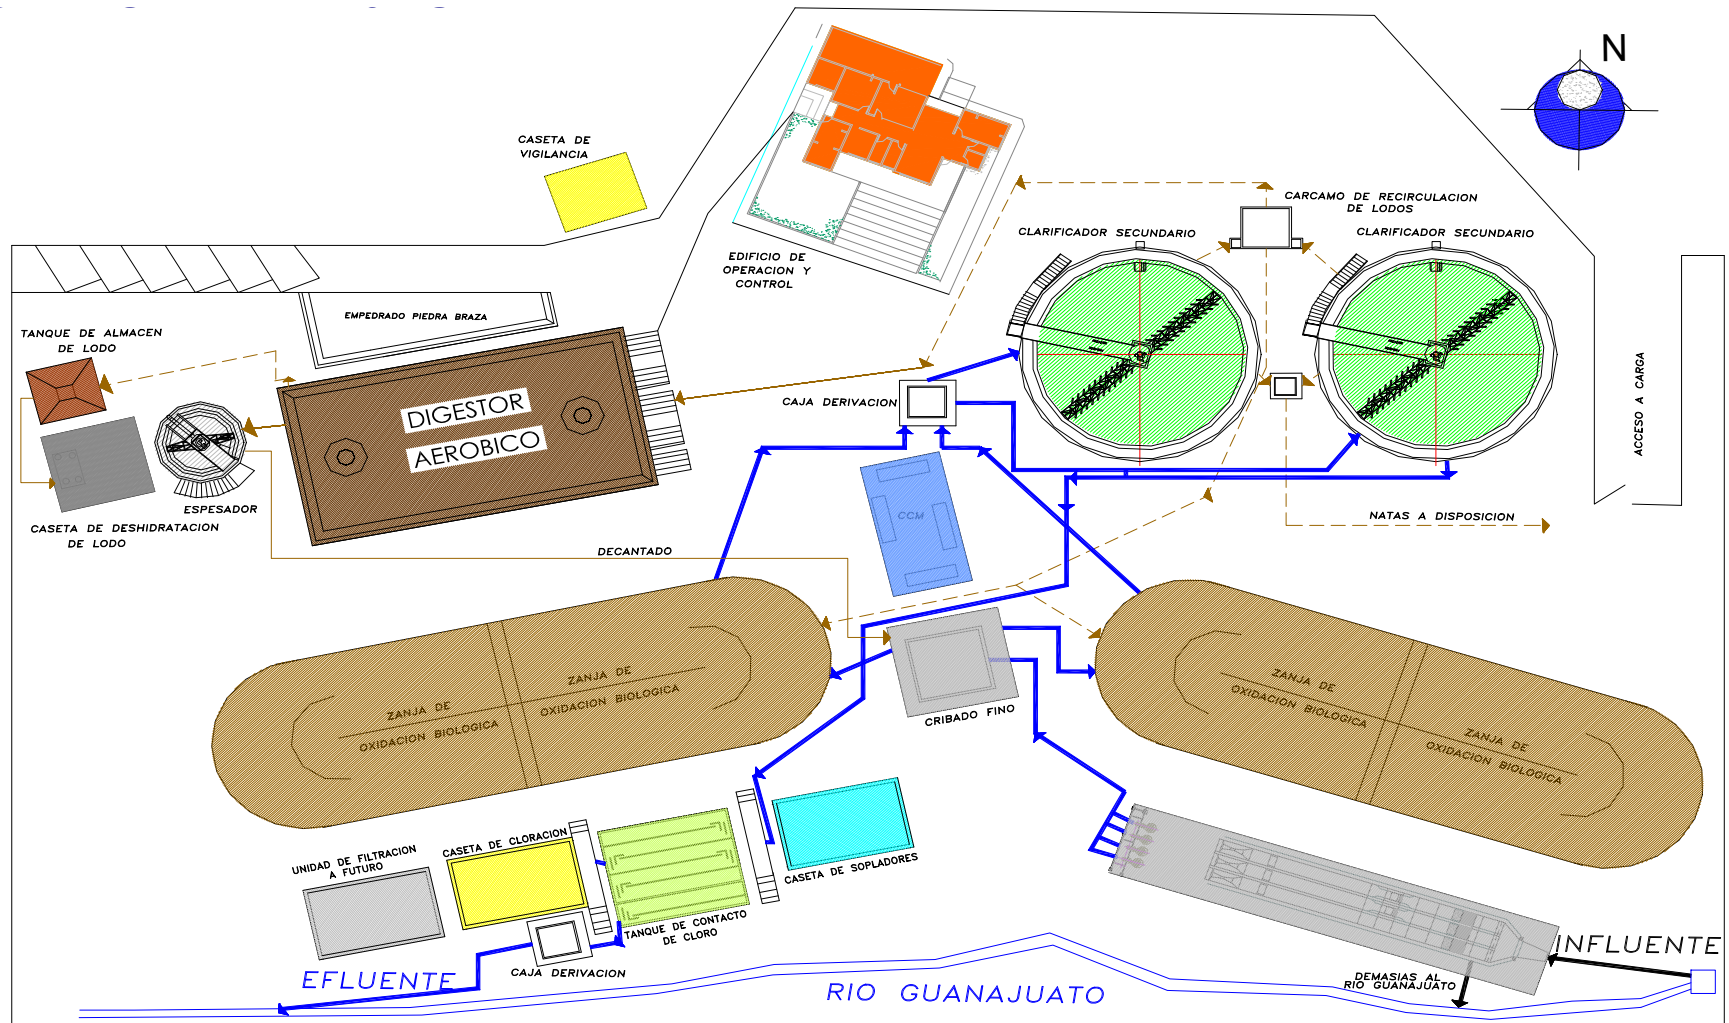 N
CASETA DE
VIGILANCIA
CARCAMO DE RECIRCULACION
DE LODOS
CLARIFICADOR SECUNDARIO
CLARIFICADOR SECUNDARIO
EDIFICIO DE
OPERACION Y
CONTROL
EMPEDRADO PIEDRA BRAZA
TANQUE DE ALMACEN
DE LODO
DIGESTOR
AEROBICO
CAJA DERIVACION
ACCESO A CARGA
ESPESADOR
CASETA DE DESHIDRATACION
DE LODO
CCM
NATAS A DISPOSICION
DECANTADO
ZANJA DE
OXIDACION BIOLOGICA
ZANJA DE
OXIDACION BIOLOGICA
CRIBADO FINO
ZANJA DE
OXIDACION BIOLOGICA
ZANJA DE
OXIDACION BIOLOGICA
UNIDAD DE FILTRACION
A FUTURO
CASETA DE CLORACION
CASETA DE SOPLADORES
TANQUE DE CONTACTO
DE CLORO
CAJA DERIVACION
EFLUENTE
RIO GUANAJUATO
DEMASIAS AL
RIO GUANAJUATO
INFLUENTE